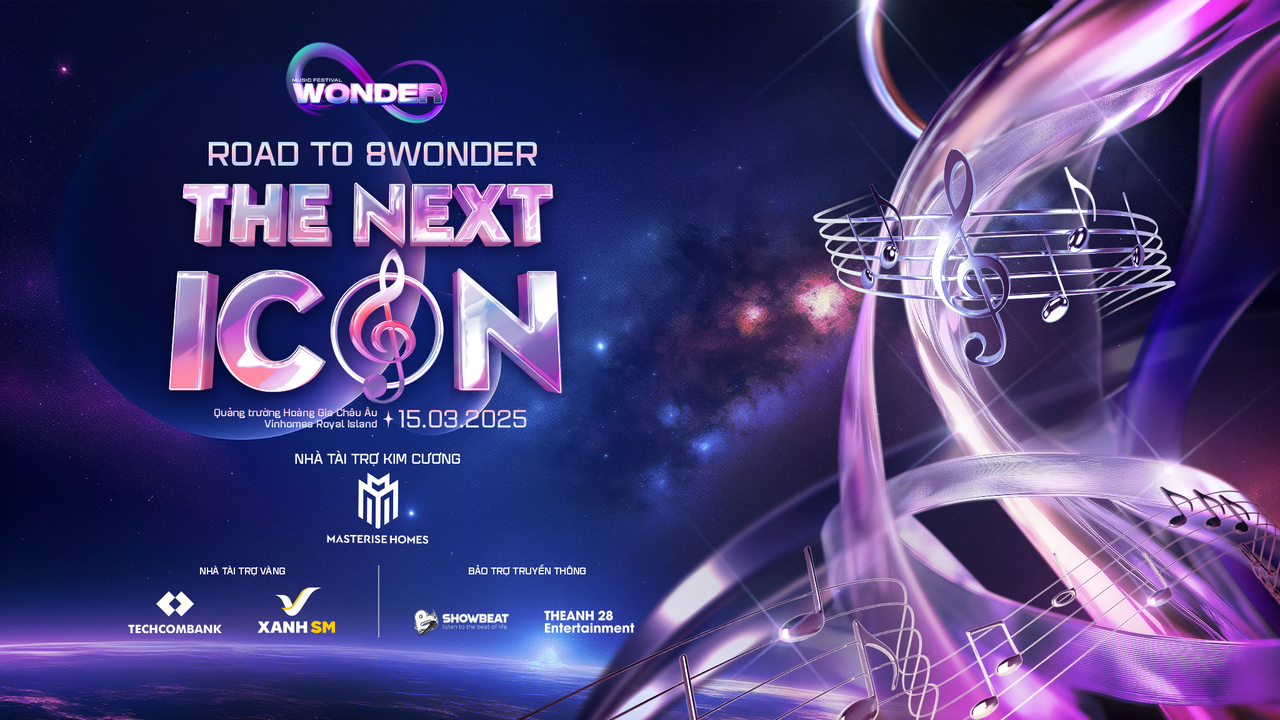 MUSIC FESTIVAL
WONDER
ROAD TO 8WONDER
THE NEXT
ICON
Quảng trường Hoàng Gia Châu Âu
Vinhomes Royal Island
15.03.2025
NHÀ TÀI TRỢ KIM CƯƠNG
MASTERISE HOMES
NHÀ TÀI TRỢ VÀNG
BẢO TRỢ TRUYỀN THÔNG
TECHCOMBANK
XANH SM
SHOWBEAT
listen to the beat of life
THEANH 28
Entertainment